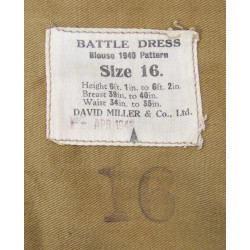 BATTLE DRESS
Blouse 1940 Pattern
Size 16.
Height 6ft. 1in. to 6ft. 2in.
Breast 39in. to 40in.
Waist 34in. to 35in.
DAVID MILLER & Co., Ltd.
APR
16